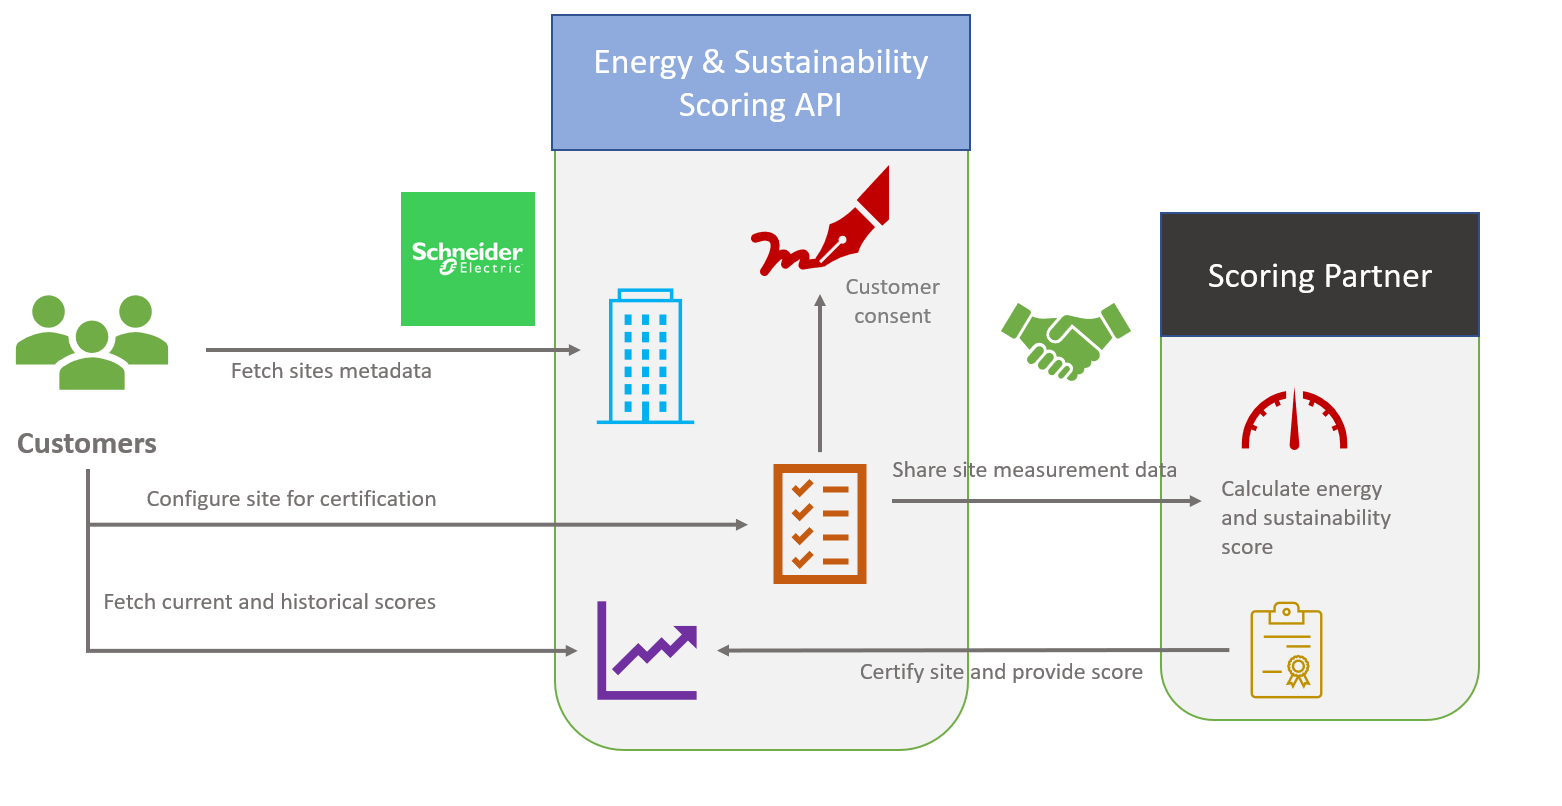 Energy & Sustainability
Scoring API
Schneider
Electric
Customer
consent
Scoring Partner
Fetch sites metadata
Customers
Share site measurement data
Configure site for certification
Calculate energy
and sustainability
score
Fetch current and historical scores
Certify site and provide score